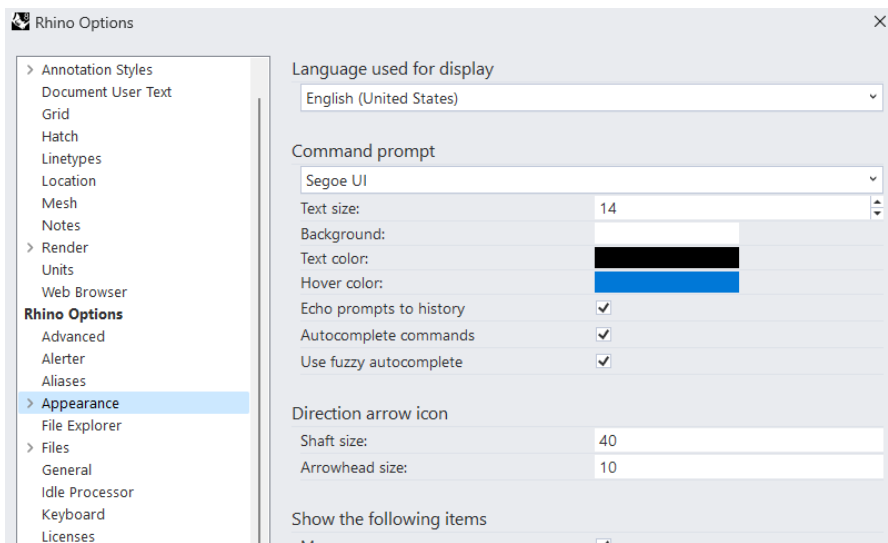 Rhino Options
Annotation Styles
Document User Text
Grid
Hatch
Linetypes
Location
Mesh
Notes
Render
Units
Web Browser
Rhino Options
Advanced
Alerter
Aliases
Appearance
File Explorer
Files
General
Idle Processor
Keyboard
Licenses
Language used for display
English (United States)
Command prompt
Segoe UI
Text size: 14
Background:
Text color:
Hover color:
Echo prompts to history
Autocomplete commands
Use fuzzy autocomplete
Direction arrow icon
Shaft size: 40
Arrowhead size: 10
Show the following items